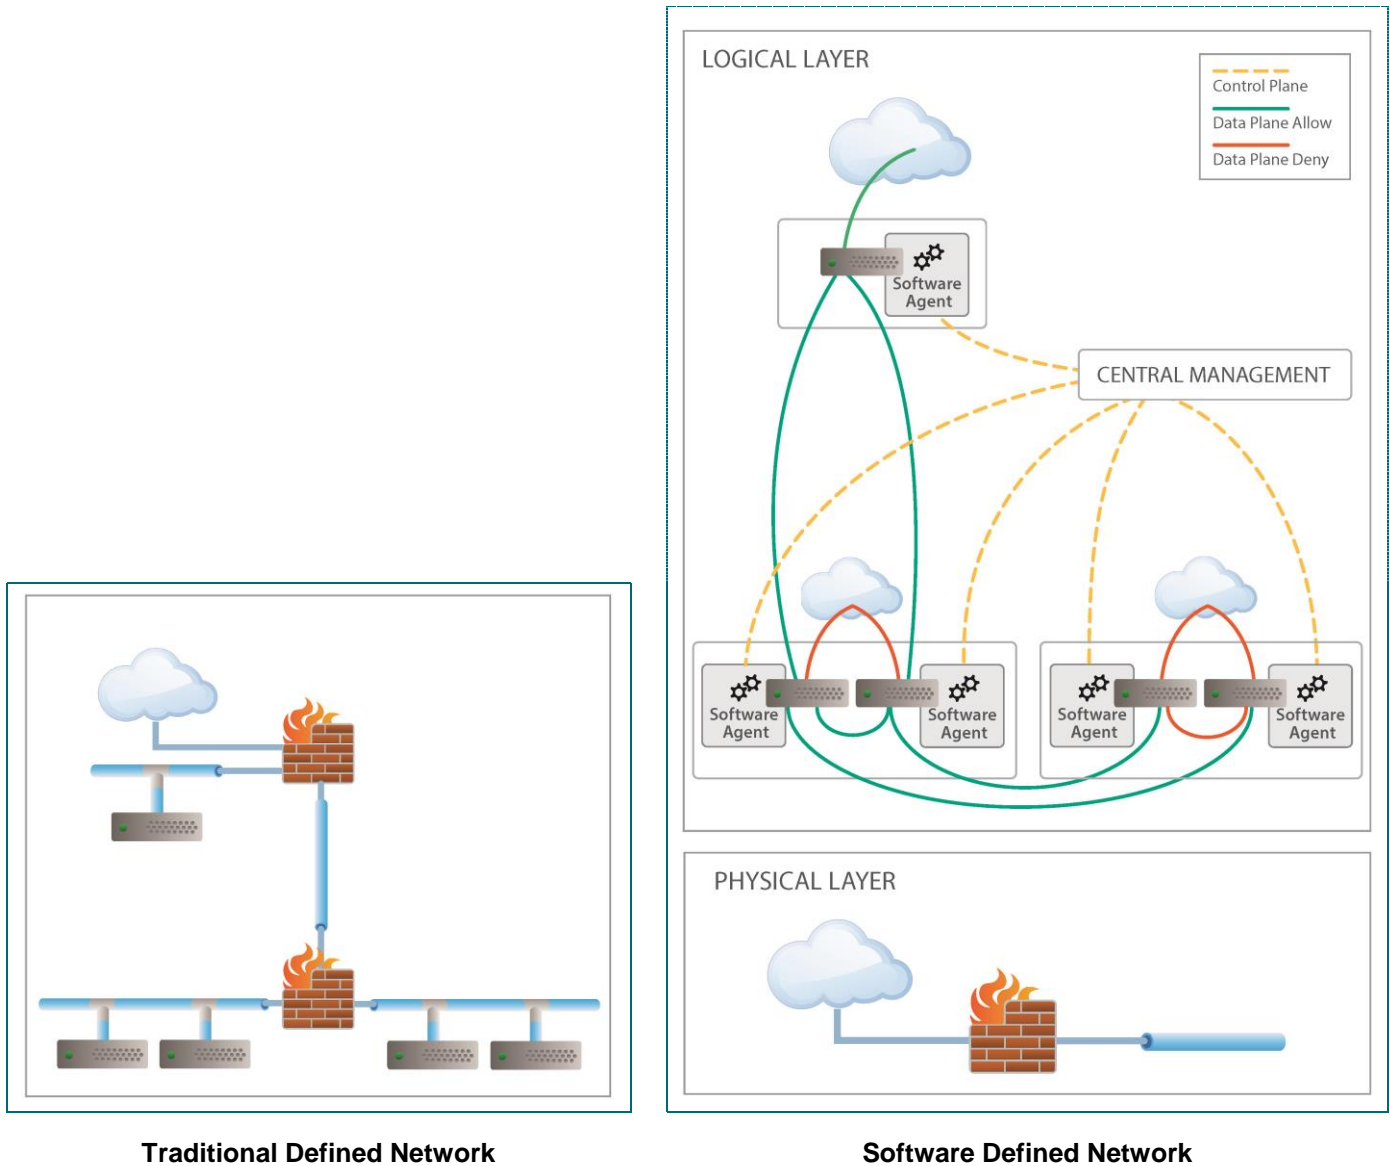 LOGICAL LAYER
Control Plane
Data Plane Allow
Data Plane Deny
Software
Agent
CENTRAL MANAGEMENT
Software
Agent
Software
Agent
Software
Agent
Software
Agent
PHYSICAL LAYER
Traditional Defined Network
Software Defined Network